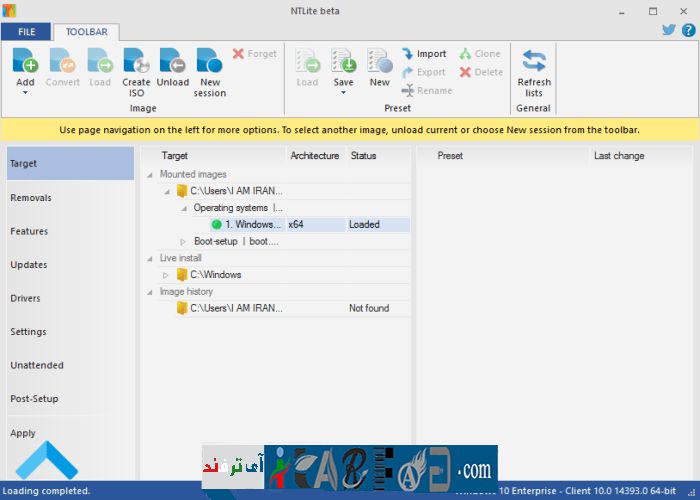 NTLite beta
FILE
TOOLBAR
Add
Convert
Load
Create ISO
Unload
New session
Forget
Image
Load
Save
New
Import
Export
Rename
Clone
Delete
Preset
Refresh lists
General
Use page navigation on the left for more options. To select another image, unload current or choose New session from the toolbar.
Target
Removals
Features
Updates
Drivers
Settings
Unattended
Post-Setup
Apply
Target Architecture Status
Mounted images
C:\Users\I AM IRAN...
Operating systems |...
1. Windows... x64 Loaded
Boot-setup | boot....
Live install
C:\Windows
Image history
C:\Users\I AM IRAN... Not found
Preset Last change
آی ترفند
.com
Loading completed.
10 Enterprise - Client 10.0 14393.0 64-bit